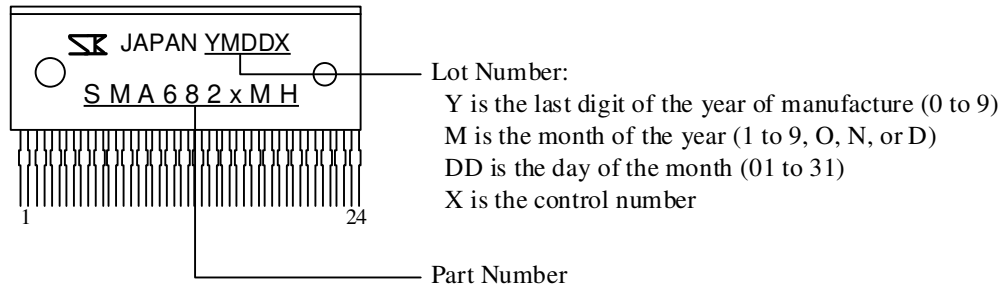 SK JAPAN YMDDX
SMA682xMH
1 24
Lot Number:
Y is the last digit of the year of manufacture (0 to 9)
M is the month of the year (1 to 9, O, N, or D)
DD is the day of the month (01 to 31)
X is the control number
Part Number